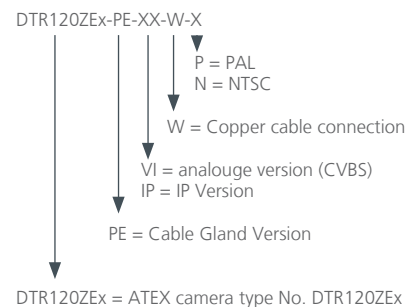 DTR120ZEx-PE-XX-W-X
P = PAL
N = NTSC
W = Copper cable connection
VI = analouge version (CVBS)
IP = IP Version
PE = Cable Gland Version
DTR120ZEx = ATEX camera type No. DTR120ZEx